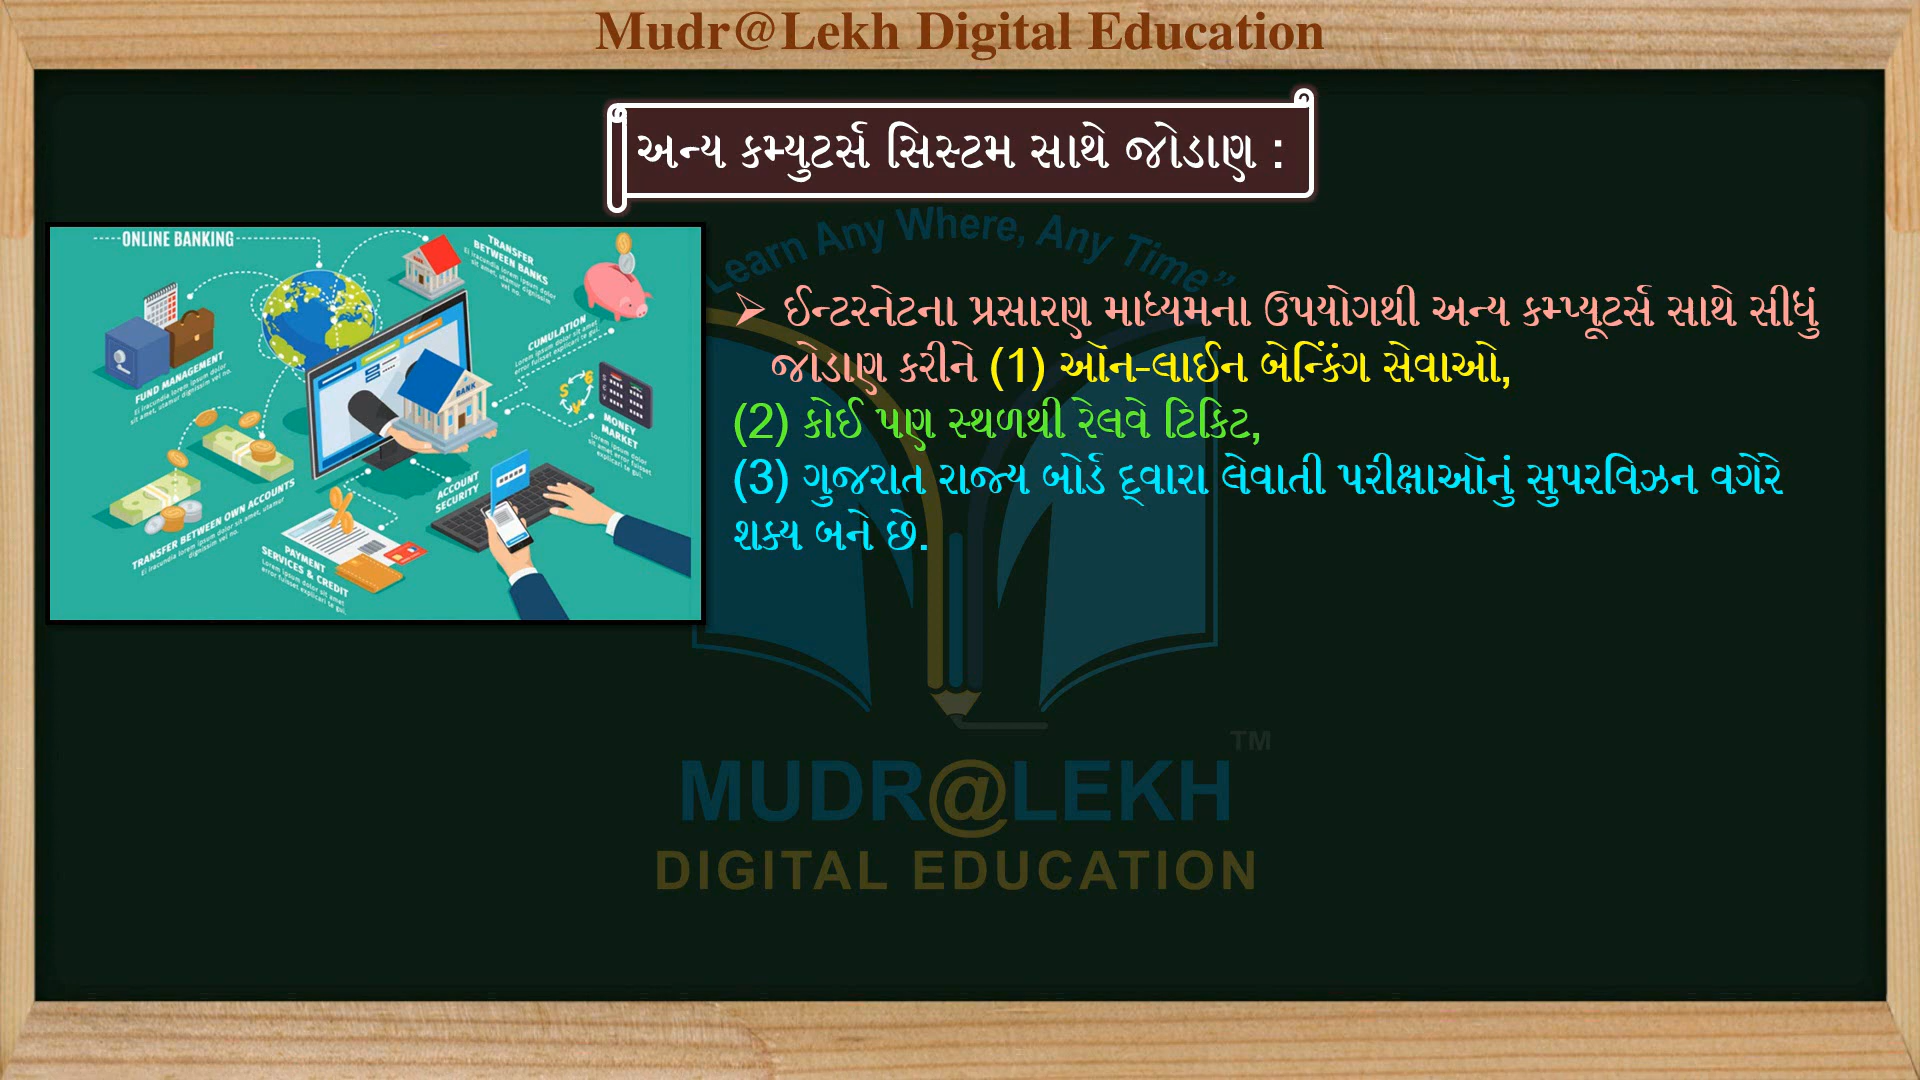 Mudr@Lekh Digital Education
અન્ય કમ્યુટર્સ સિસ્ટમ સાથે જોડાણ :
Learn Any Where, Any Time”
➢ ઈન્ટરનેટના પ્રસારણ માધ્યમના ઉપયોગથી અન્ય કમ્પ્યૂટર્સ સાથે સીધું
જોડાણ કરીને (1) ઑન-લાઈન બેન્કિંગ સેવાઓ,
(2) કોઈ પણ સ્થળથી રેલવે ટિકિટ,
(3) ગુજરાત રાજ્ય બોર્ડ દ્વારા લેવાતી પરીક્ષાઓનું સુપરવિઝન વગેરે
શક્ય બને છે.
ONLINE BANKING
TRANSFER
BETWEEN BANKS
CUMULATION
FUND MANAGEMENT
MONEY
MARKET
ACCOUNT
SECURITY
TRANSFER BETWEEN OWN ACCOUNTS
PAYMENT
SERVICES & CREDIT
BANK
MUDR@LEKH
TM
DIGITAL EDUCATION